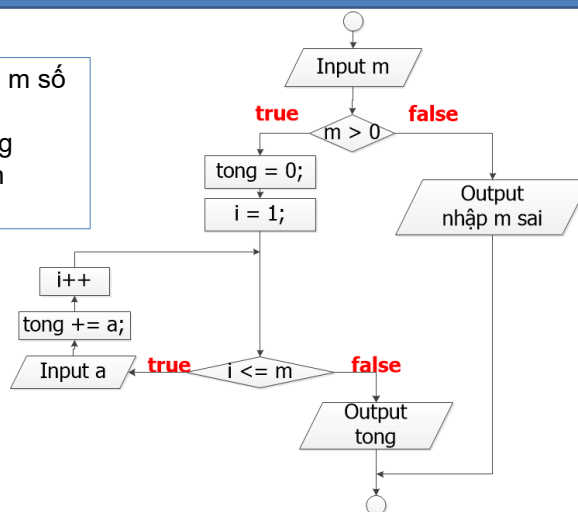 m số
Input m
true
false
m > 0
tong = 0;
i = 1;
Output
nhập m sai
i++
tong += a;
Input a
true
i <= m
false
Output
tong